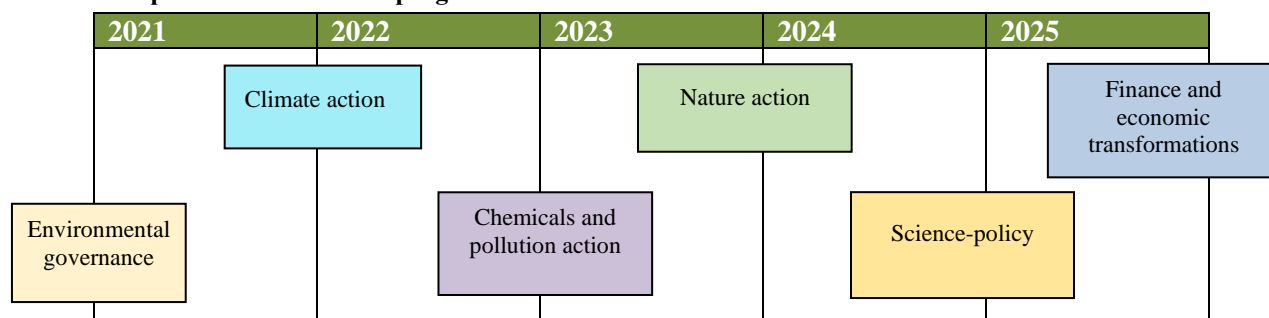 2021 2022 2023 2024 2025
Climate action
Nature action
Finance and
economic
transformations
Environmental
governance
Chemicals and
pollution action
Science-policy